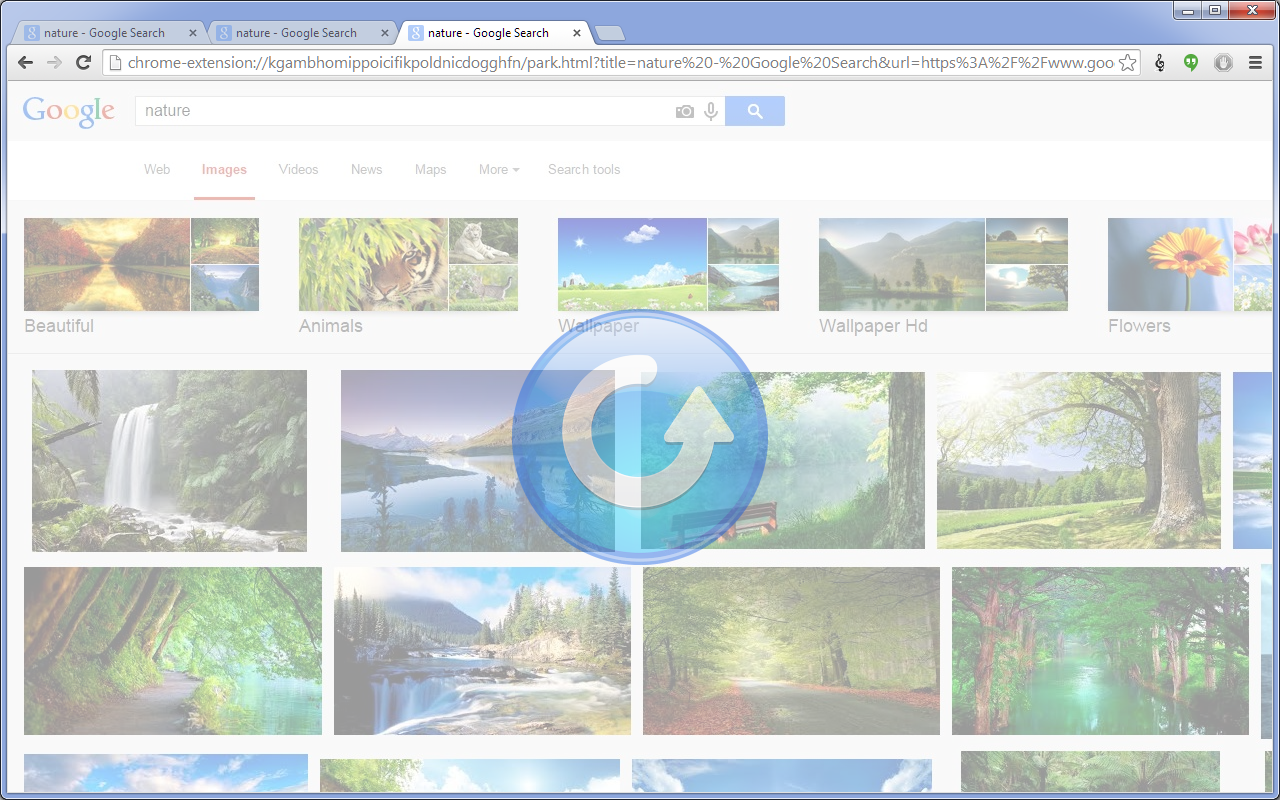 nature - Google Search
nature - Google Search
nature - Google Search
chrome-extension://kgambhomippoicifikpoldnicdogghfn/park.html?title=nature%20-%20Google%20Search&url=https%3A%2F%2Fwww.goo
Google
nature
Web Images Videos News Maps More Search tools
Beautiful Animals Wallpaper Wallpaper Hd Flowers